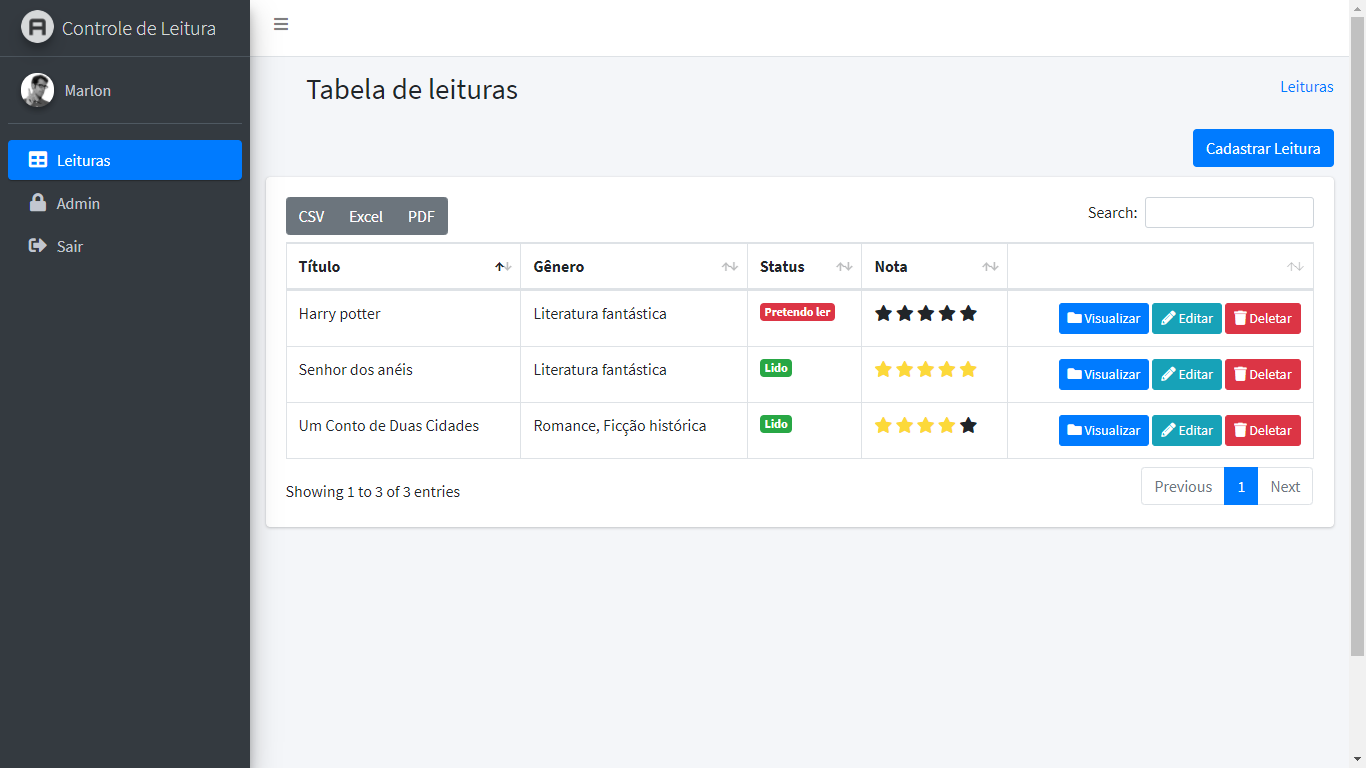 Controle de Leitura
Marlon
Leituras
Admin
Sair
Tabela de leituras
Leituras
Cadastrar Leitura
CSV Excel PDF
Search:
Título Gênero Status Nota
Harry potter Literatura fantástica Pretendo ler Visualizar Editar Deletar
Senhor dos anéis Literatura fantástica Lido Visualizar Editar Deletar
Um Conto de Duas Cidades Romance, Ficção histórica Lido Visualizar Editar Deletar
Showing 1 to 3 of 3 entries
Previous 1 Next